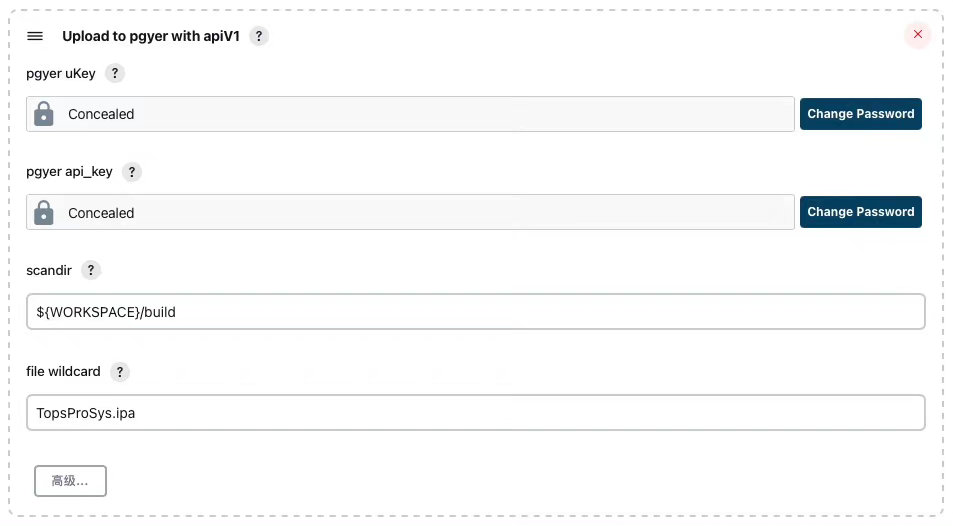 Upload to pgyer with apiV1 ?
pgyer uKey ?
Concealed Change Password
pgyer api_key ?
Concealed Change Password
scandir ?
${WORKSPACE}/build
file wildcard ?
TopsProSys.ipa
高级...